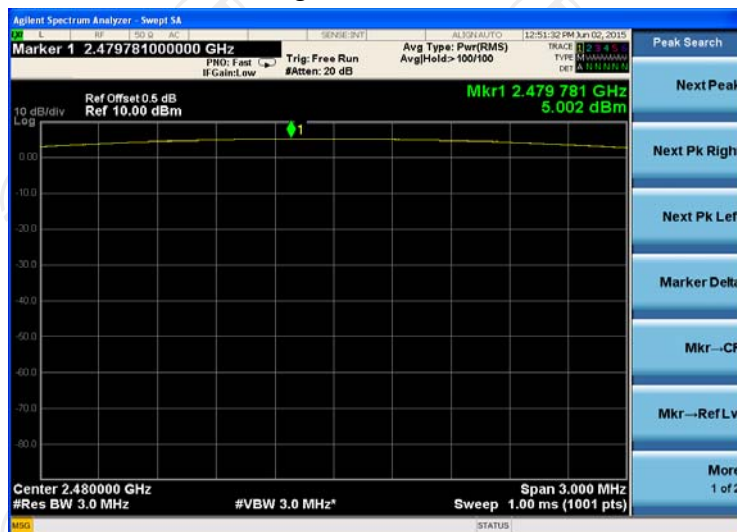 Agilent Spectrum Analyzer - Swept SA
LXI L RF 50 Ω AC SENSE:INT ALIGN AUTO 12:51:32 PM Jun 02, 2015
Marker 1 2.479781000000 GHz
PNO: Fast
IFGain:Low
Trig: Free Run
#Atten: 20 dB
Avg Type: Pwr(RMS)
Avg|Hold:>100/100
TRACE 1 2 3 4 5 6
TYPE M
DET A N N N N N
Mkr1 2.479 781 GHz
5.002 dBm
Ref Offset 0.5 dB
10 dB/div Ref 10.00 dBm
Log
1
0.00
-10.0
-20.0
-30.0
-40.0
-50.0
-60.0
-70.0
-80.0
Center 2.480000 GHz Span 3.000 MHz
#Res BW 3.0 MHz #VBW 3.0 MHz* Sweep 1.00 ms (1001 pts)
MSG STATUS
Peak Search
Next Peak
Next Pk Righ
Next Pk Lef
Marker Delta
Mkr→CF
Mkr→RefLv
More
1 of 2